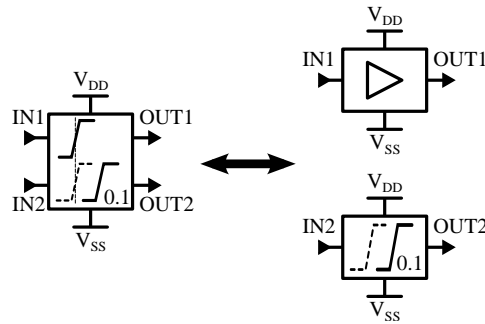 V_DD
IN1
OUT1
IN2
0.1
OUT2
V_SS
V_DD
IN1
OUT1
V_SS
V_DD
IN2
OUT2
0.1
V_SS